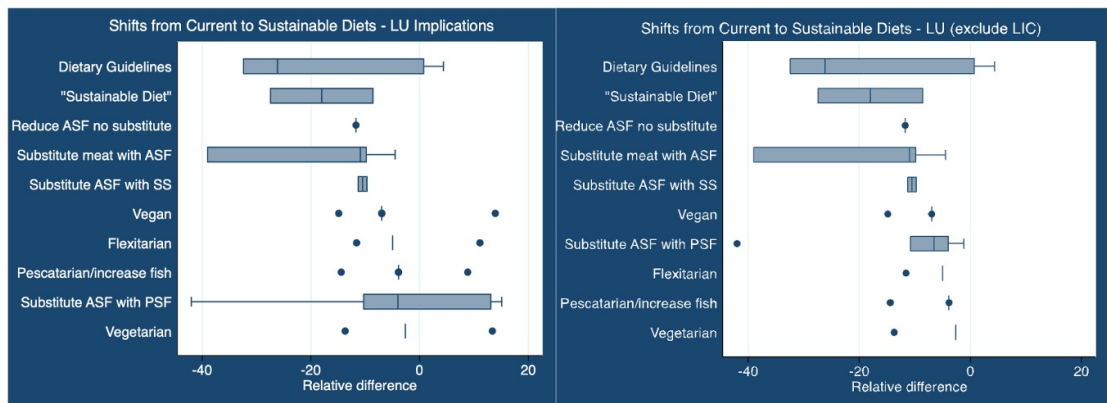 Shifts from Current to Sustainable Diets - LU Implications
Dietary Guidelines
"Sustainable Diet"
Reduce ASF no substitute
Substitute meat with ASF
Substitute ASF with SS
Vegan
Flexitarian
Pescatarian/increase fish
Substitute ASF with PSF
Vegetarian
-40 -20 0 20
Relative difference
Shifts from Current to Sustainable Diets - LU (exclude LIC)
Dietary Guidelines
"Sustainable Diet"
Reduce ASF no substitute
Substitute meat with ASF
Substitute ASF with SS
Vegan
Substitute ASF with PSF
Flexitarian
Pescatarian/increase fish
Vegetarian
-40 -20 0 20
Relative difference